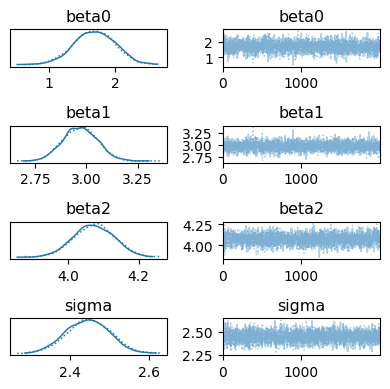 beta0 beta0
2
1
1 2 0 1000
beta1 beta1
3.25
3.00
2.75
2.75 3.00 3.25 0 1000
beta2 beta2
4.25
4.00
4.0 4.2 0 1000
sigma sigma
2.50
2.25
2.4 2.6 0 1000